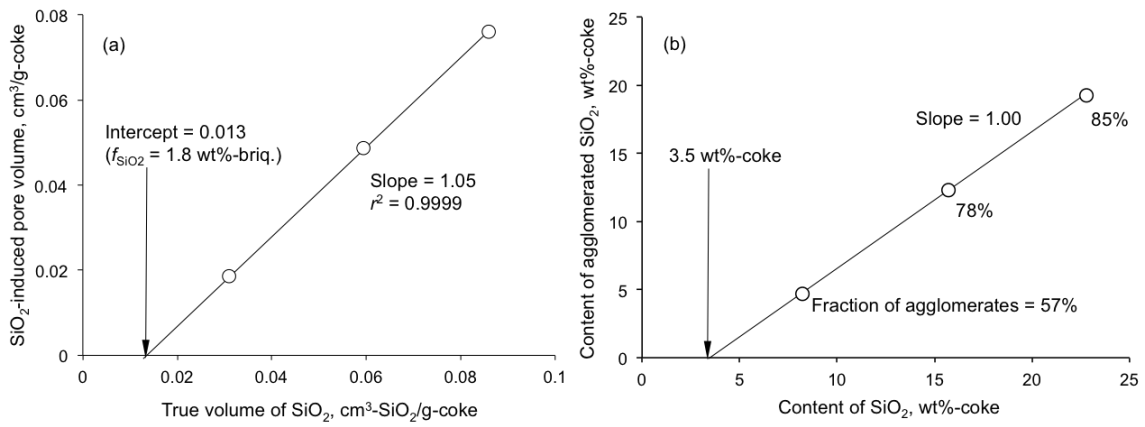 (a)
SiO₂-induced pore volume, cm³/g-coke
0.08
0.06
0.04
0.02
0
Intercept = 0.013
(fSiO2 = 1.8 wt%-briq.)
Slope = 1.05
r² = 0.9999
0
0.02
0.04
0.06
0.08
0.1
True volume of SiO₂, cm³-SiO₂/g-coke
(b)
Content of agglomerated SiO₂, wt%-coke
25
20
15
10
5
0
Slope = 1.00
85%
3.5 wt%-coke
78%
Fraction of agglomerates = 57%
0
5
10
15
20
25
Content of SiO₂, wt%-coke